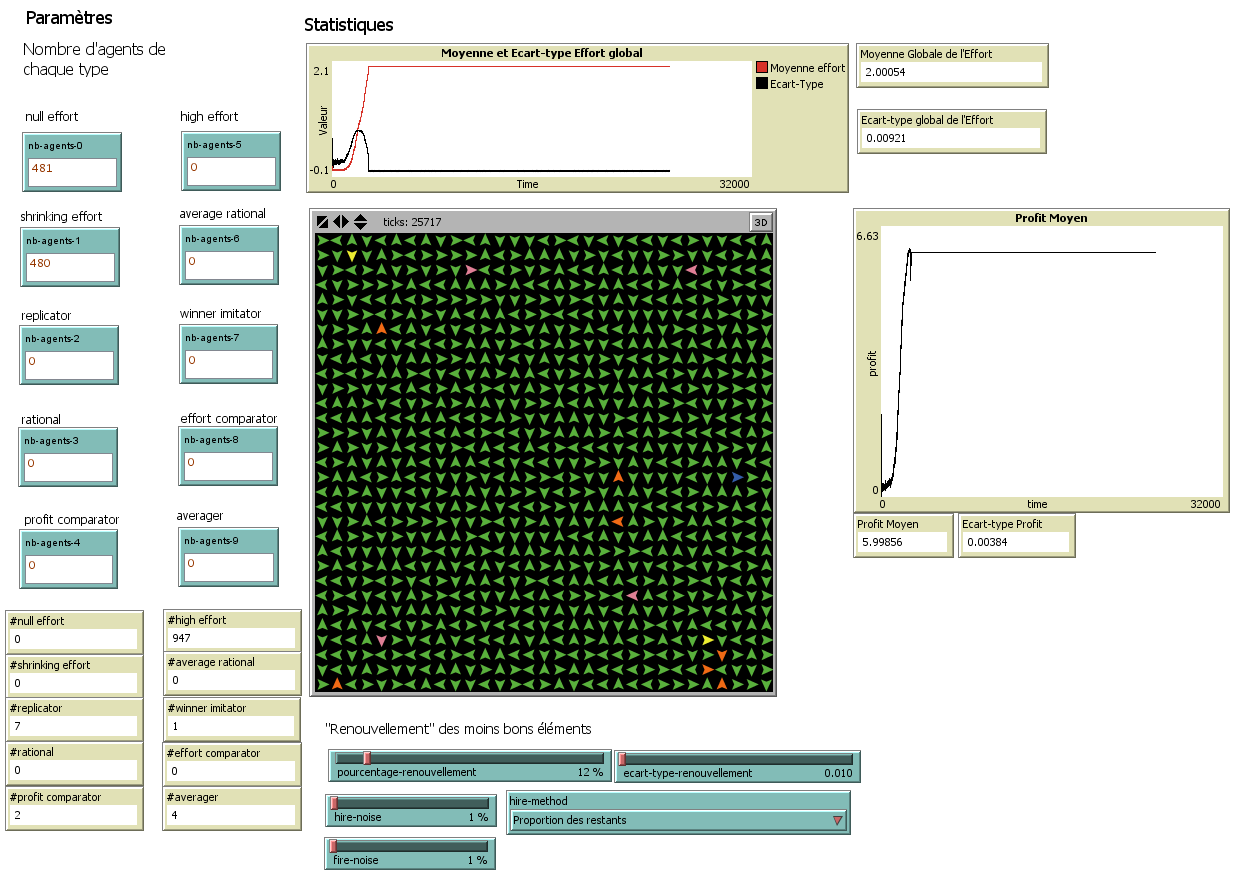 Paramètres
Nombre d'agents de
chaque type
null effort
nb-agents-0
481
high effort
nb-agents-5
0
shrinking effort
nb-agents-1
480
average rational
nb-agents-6
0
replicator
nb-agents-2
0
winner imitator
nb-agents-7
0
rational
nb-agents-3
0
effort comparator
nb-agents-8
0
profit comparator
nb-agents-4
0
averager
nb-agents-9
0
#null effort
0
#high effort
947
#shrinking effort
0
#average rational
0
#replicator
7
#winner imitator
1
#rational
0
#effort comparator
0
#profit comparator
2
#averager
4
Statistiques
Moyenne et Ecart-type Effort global
2.1
Valeur
-0.1
0
Time
32000
Moyenne effort
Ecart-Type
Moyenne Globale de l'Effort
2.00054
Ecart-type global de l'Effort
0.00921
ticks: 25717
3D
Profit Moyen
6.63
profit
0
0
time
32000
Profit Moyen
5.99856
Ecart-type Profit
0.00384
"Renouvellement" des moins bons éléments
pourcentage-renouvellement 12 %
ecart-type-renouvellement 0.010
hire-noise 1 %
hire-method
Proportion des restants
fire-noise 1 %